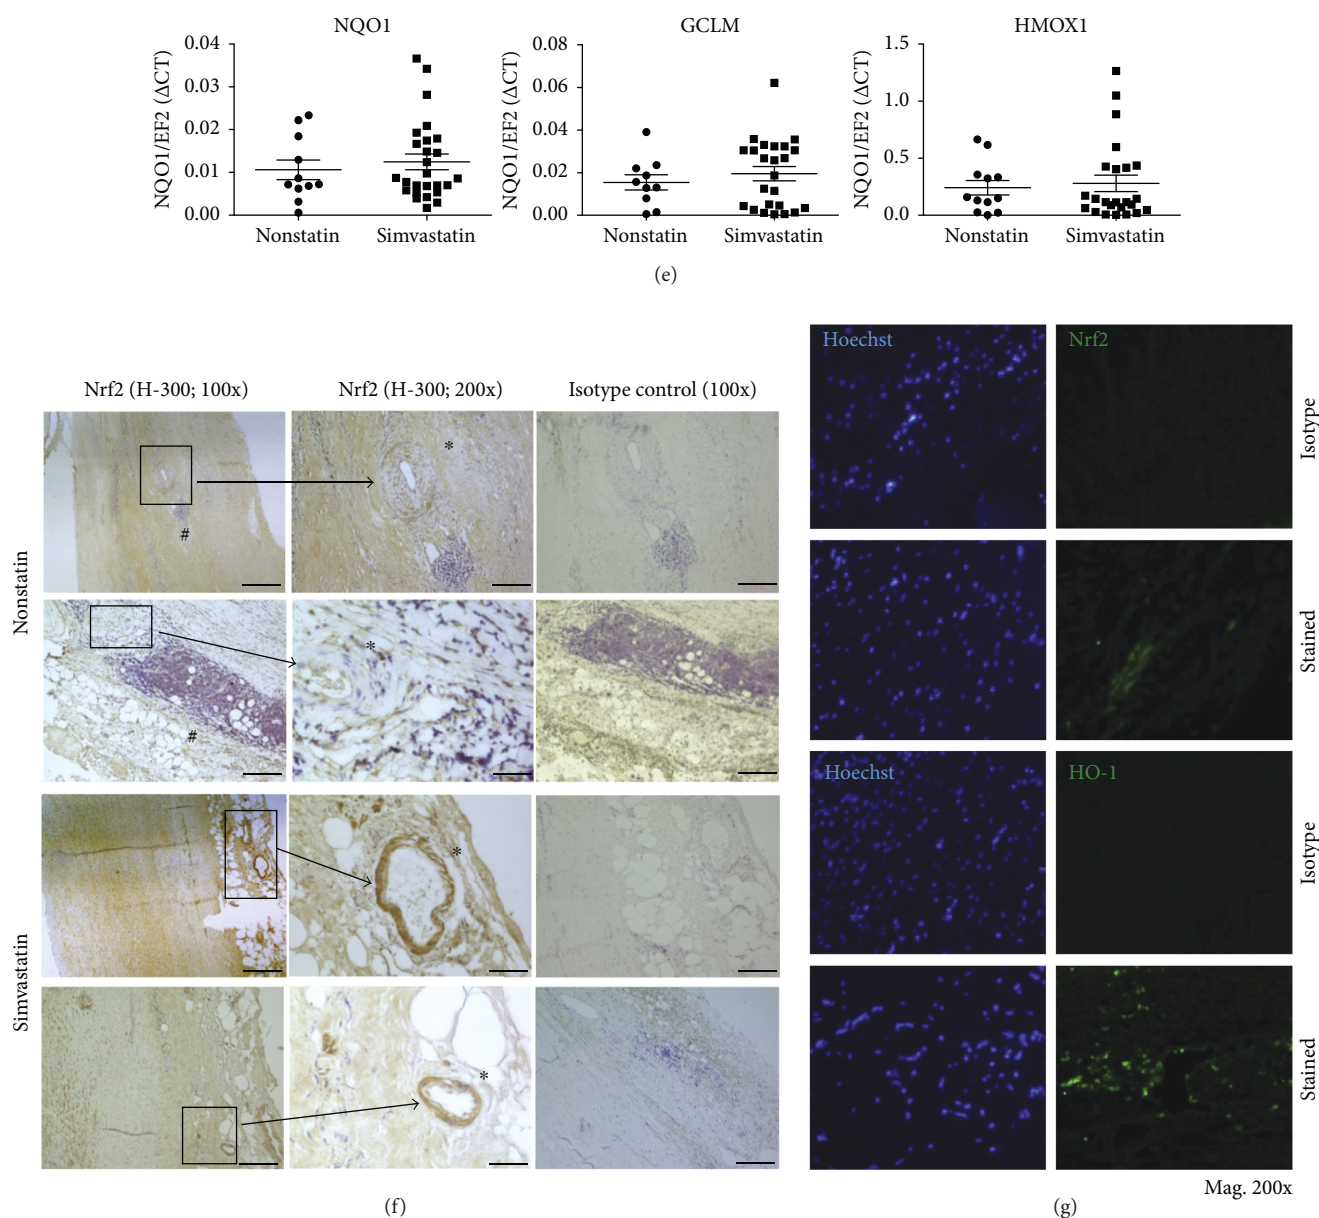 NQO1
GCLM
HMOX1
NQO1/EF2 (ΔCT)
0.04
0.03
0.02
0.01
0.00
Nonstatin
Simvastatin
NQO1/EF2 (ΔCT)
0.08
0.06
0.04
0.02
0.00
Nonstatin
Simvastatin
NQO1/EF2 (ΔCT)
1.5
1.0
0.5
0.0
Nonstatin
Simvastatin
(e)
Nrf2 (H-300; 100x)
Nrf2 (H-300; 200x)
Isotype control (100x)
Nonstatin
*
#
*
#
Simvastatin
*
*
(f)
Hoechst
Nrf2
Isotype
Stained
Hoechst
HO-1
Isotype
Stained
Mag. 200x
(g)